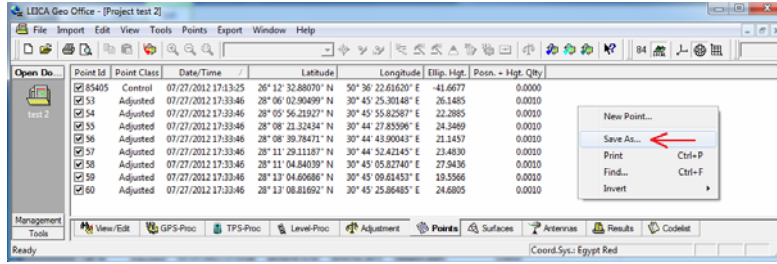 LEICA Geo Office - [Project test 2]
File Import Edit View Tools Points Export Window Help
84
Open Do... Point Id Point Class Date/Time / Latitude Longitude Ellip. Hgt. Posn. + Hgt. Qlty
test 2
85405 Control 07/27/2012 17:13:25 26° 12' 32.88070" N 50° 36' 22.61620" E -41.6677 0.0000
53 Adjusted 07/27/2012 17:33:46 28° 06' 02.90499" N 30° 45' 25.30148" E 26.1485 0.0010
54 Adjusted 07/27/2012 17:33:46 28° 05' 56.21927" N 30° 45' 55.82587" E 22.2885 0.0010
55 Adjusted 07/27/2012 17:33:46 28° 08' 21.32434" N 30° 44' 27.85596" E 24.3469 0.0010
56 Adjusted 07/27/2012 17:33:46 28° 08' 39.78471" N 30° 44' 43.90043" E 21.1457 0.0010
57 Adjusted 07/27/2012 17:33:46 28° 11' 29.11187" N 30° 44' 52.42145" E 23.4830 0.0010
58 Adjusted 07/27/2012 17:33:46 28° 11' 04.84039" N 30° 45' 05.82740" E 27.9436 0.0010
59 Adjusted 07/27/2012 17:33:46 28° 13' 04.60686" N 30° 45' 09.61453" E 19.5566 0.0010
60 Adjusted 07/27/2012 17:33:46 28° 13' 08.81692" N 30° 45' 25.86485" E 24.6805 0.0010
New Point...
Save As...
Print Ctrl+P
Find... Ctrl+F
Invert
Management
Tools
View/Edit GPS-Proc TPS-Proc Level-Proc Adjustment Points Surfaces Antennas Results Codelist
Ready Coord.Sys.: Egypt Red